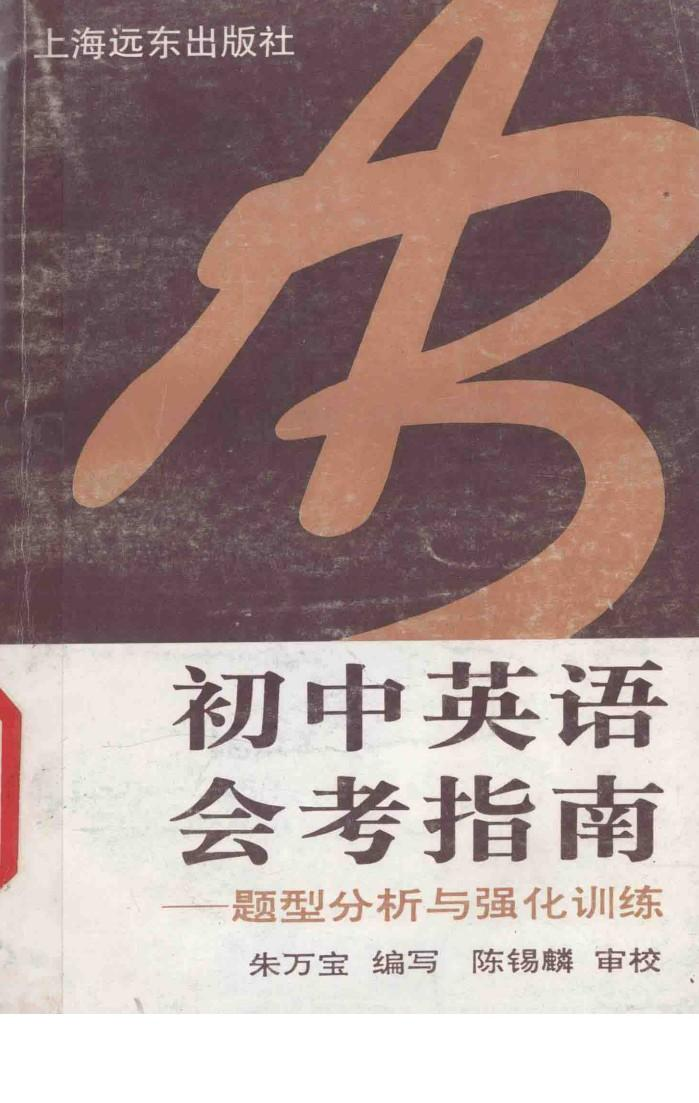 上海远东出版社
初中英语
会考指南
——题型分析与强化训练
朱万宝 编写 陈锡麟 审校